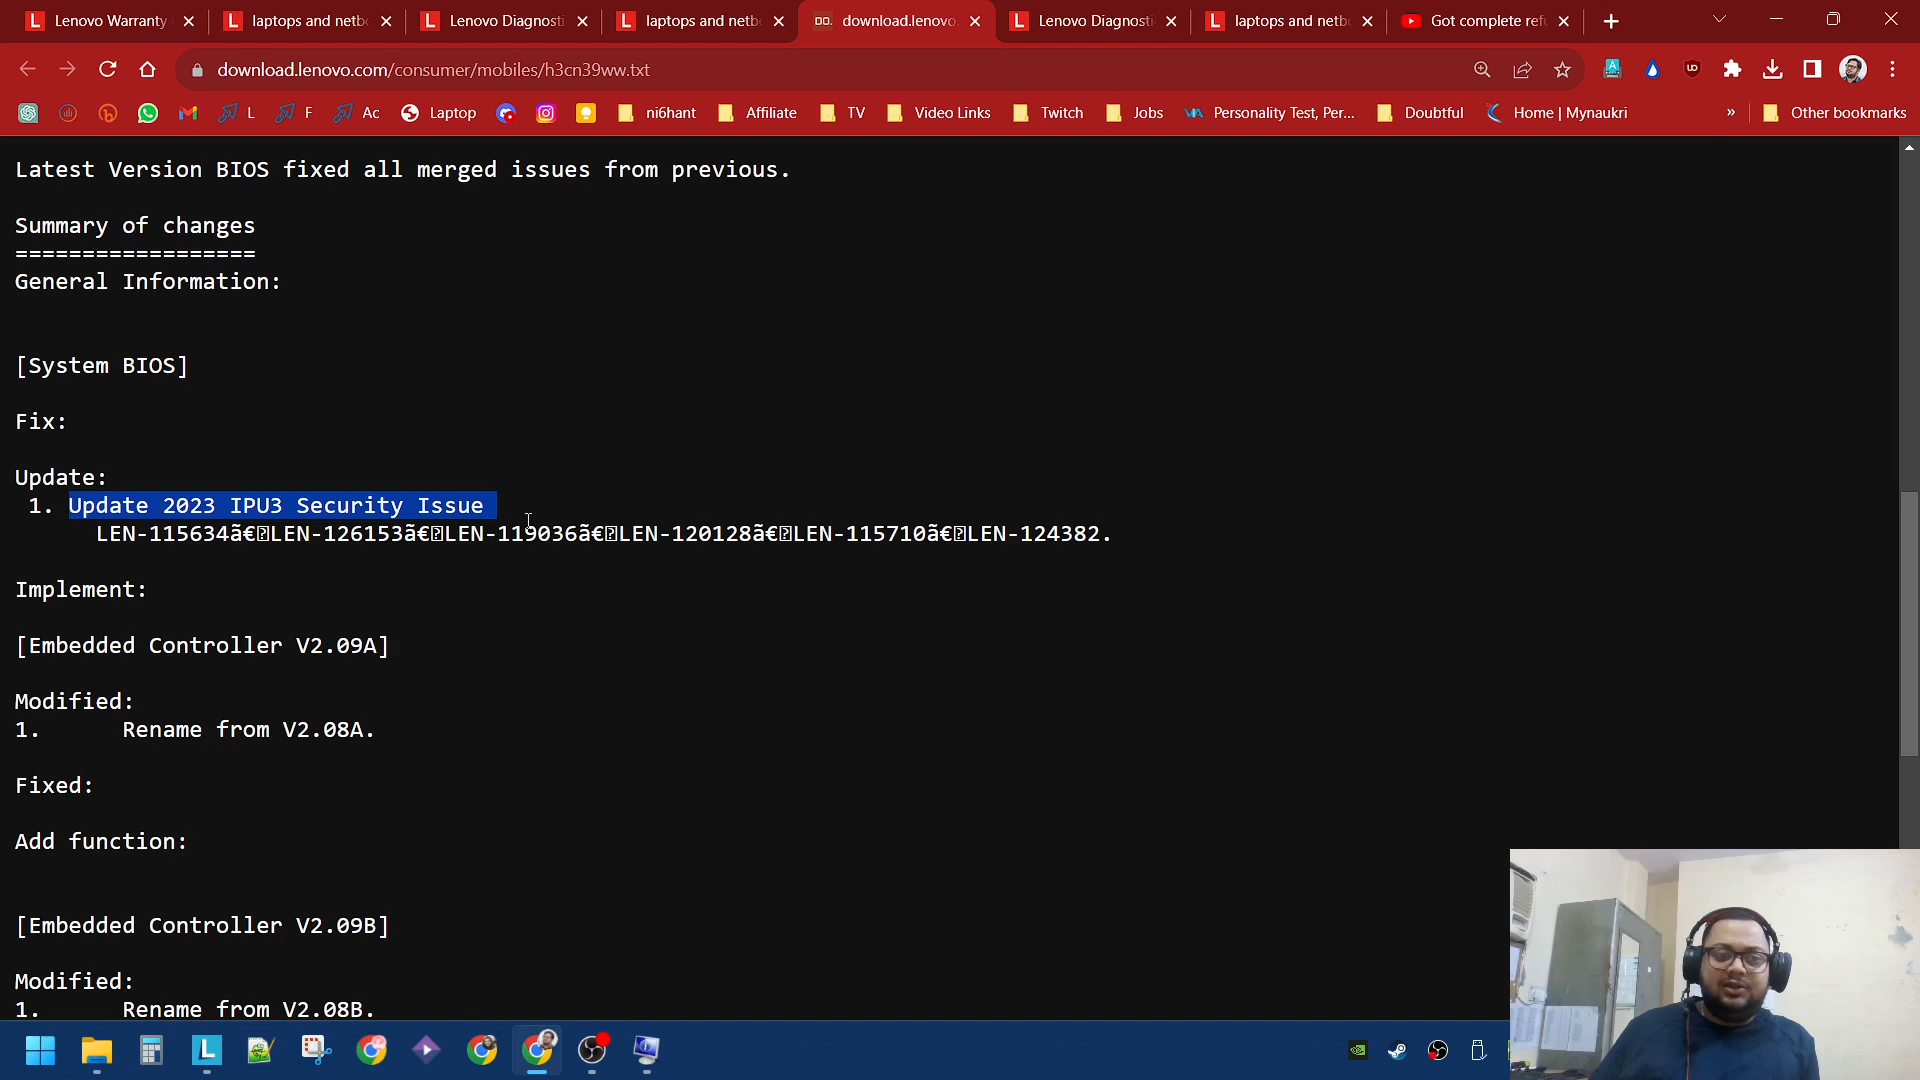 Lenovo Warranty
laptops and netb
Lenovo Diagnosti
laptops and netb
download.lenovo.
Lenovo Diagnosti
laptops and netb
Got complete refu
download.lenovo.com/consumer/mobiles/h3cn39ww.txt
L
F
Ac
Laptop
ni6hant
Affiliate
TV
Video Links
Twitch
Jobs
Personality Test, Per...
Doubtful
Home | Mynaukri
»
Other bookmarks
Latest Version BIOS fixed all merged issues from previous.
Summary of changes
==================
General Information:
[System BIOS]
Fix:
Update:
1. Update 2023 IPU3 Security Issue
LEN-115634ã€LEN-126153ã€LEN-119036ã€LEN-120128ã€LEN-115710ã€LEN-124382.
Implement:
[Embedded Controller V2.09A]
Modified:
1. Rename from V2.08A.
Fixed:
Add function:
[Embedded Controller V2.09B]
Modified:
1. Rename from V2.08B.